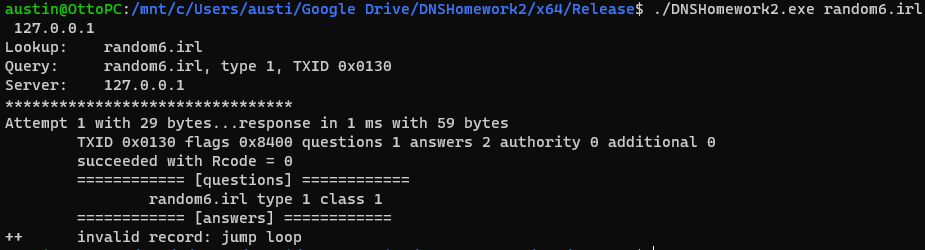 austin@OttoPC:/mnt/c/Users/austi/Google Drive/DNSHomework2/x64/Release$ ./DNSHomework2.exe random6.irl
127.0.0.1
Lookup: random6.irl
Query: random6.irl, type 1, TXID 0x0130
Server: 127.0.0.1
********************************
Attempt 1 with 29 bytes...response in 1 ms with 59 bytes
TXID 0x0130 flags 0x8400 questions 1 answers 2 authority 0 additional 0
succeeded with Rcode = 0
============ [questions] ============
random6.irl type 1 class 1
============ [answers] ============
++ invalid record: jump loop